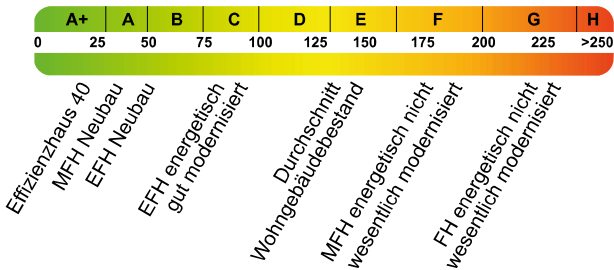 A+ A B C D E F G H
0 25 50 75 100 125 150 175 200 225 >250
Effizienzhaus 40
MFH Neubau
EFH Neubau
EFH energetisch
gut modernisiert
Durchschnitt
Wohngebäudebestand
MFH energetisch nicht
wesentlich modernisiert
FH energetisch nicht
wesentlich modernisiert